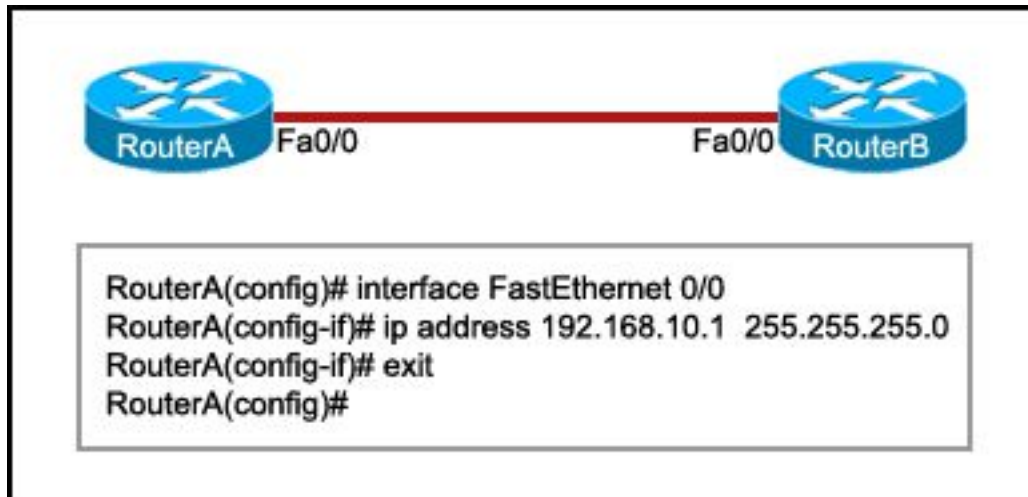 RouterA Fa0/0 Fa0/0 RouterB
RouterA(config)# interface FastEthernet 0/0
RouterA(config-if)# ip address 192.168.10.1 255.255.255.0
RouterA(config-if)# exit
RouterA(config)#